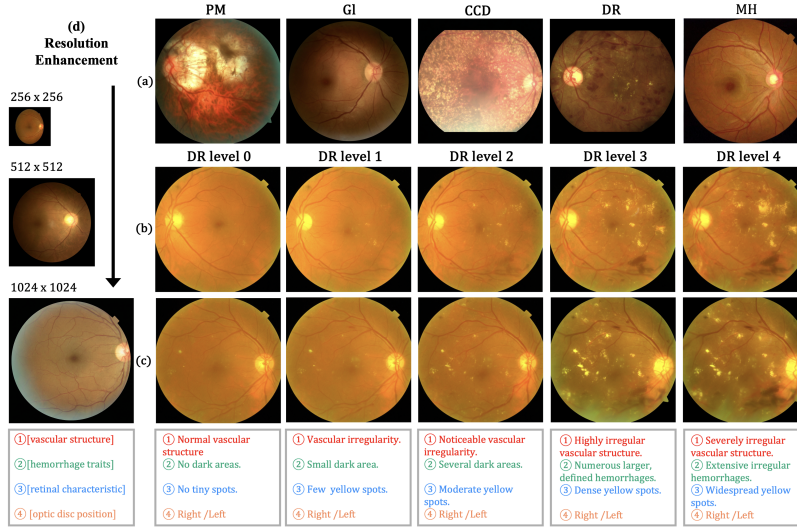 (d)
Resolution
Enhancement
256 x 256
512 x 512
1024 x 1024
PM
Gl
CCD
DR
MH
(a)
DR level 0
DR level 1
DR level 2
DR level 3
DR level 4
(b)
(c)
①[vascular structure]
②[hemorrhage traits]
③[retinal characteristic]
④ [optic disc position]
① Normal vascular
structure
② No dark areas.
③ No tiny spots.
④ Right /Left
① Vascular irregularity.
② Small dark area.
③ Few yellow spots.
④ Right /Left
① Noticeable vascular
irregularity.
② Several dark areas.
③ Moderate yellow
spots.
④ Right /Left
① Highly irregular
vascular structure.
② Numerous larger,
defined hemorrhages.
③ Dense yellow spots.
④ Right /Left
① Severely irregular
vascular structure.
② Extensive irregular
hemorrhages.
③ Widespread yellow
spots.
④ Right /Left